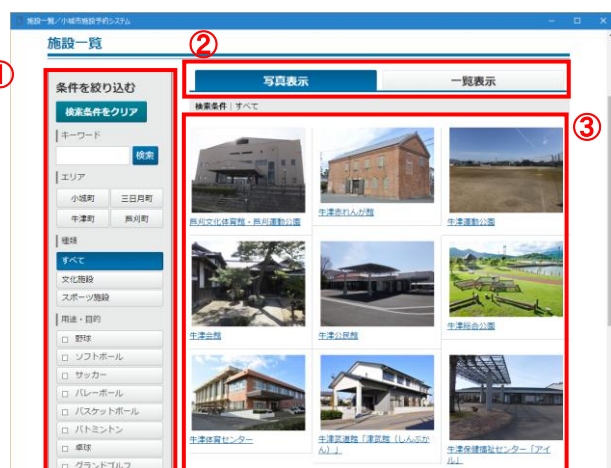 施設一覧／小城市施設予約システム
施設一覧
①
②
③
条件を絞り込む
検索条件をクリア
キーワード
検索
エリア
小城町 三日月町
牛津町 芦刈町
種類
すべて
文化施設
スポーツ施設
用途・目的
野球
ソフトボール
サッカー
バレーボール
バスケットボール
バトミントン
卓球
グランドゴルフ
写真表示 一覧表示
検索条件｜すべて
芦刈文化体育館・芦刈運動公園
牛津赤れんが館
牛津運動公園
牛津会館
牛津公民館
牛津総合公園
牛津体育センター
牛津武道館「津武館（しんぶか
ん）」
牛津保健福祉センター「アイ
ル」